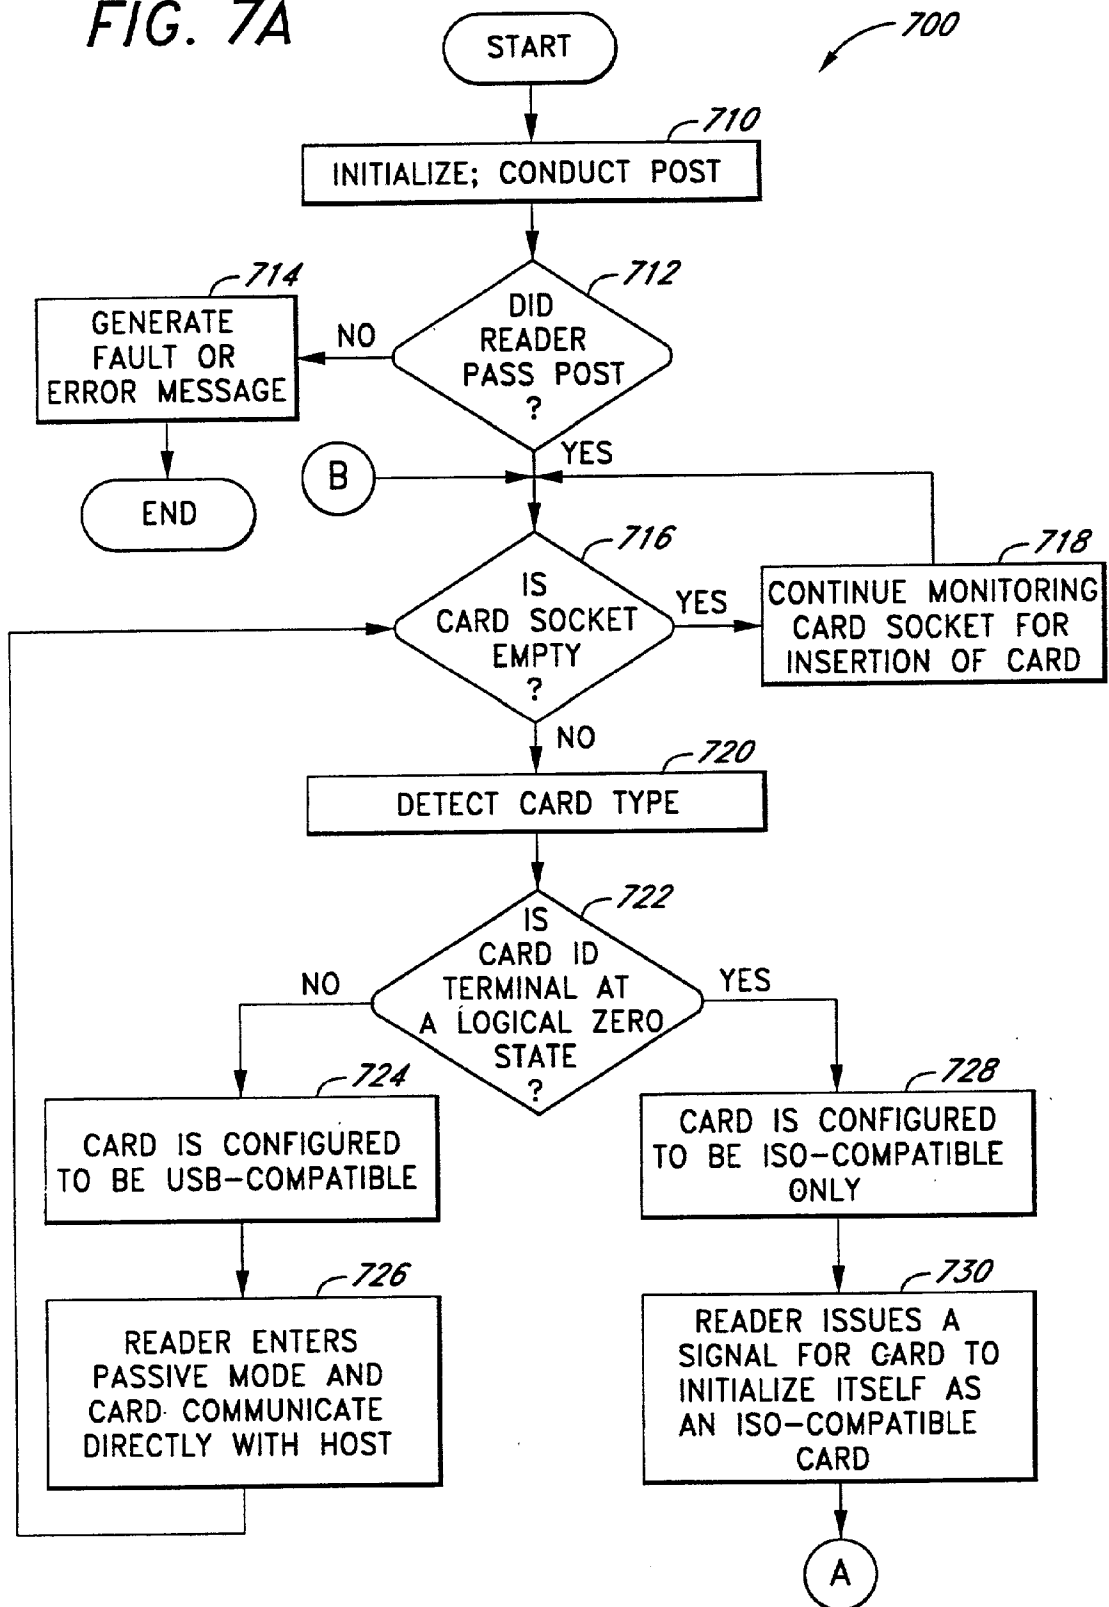 FIG. 7A
START
700
710
INITIALIZE; CONDUCT POST
712
DID
READER
PASS POST
?
714
GENERATE
FAULT OR
ERROR MESSAGE
NO
YES
END
B
716
IS
CARD SOCKET
EMPTY
?
YES
718
CONTINUE MONITORING
CARD SOCKET FOR
INSERTION OF CARD
NO
720
DETECT CARD TYPE
722
IS
CARD ID
TERMINAL AT
A LOGICAL ZERO
STATE
?
NO
YES
724
CARD IS CONFIGURED
TO BE USB-COMPATIBLE
726
READER ENTERS
PASSIVE MODE AND
CARD COMMUNICATE
DIRECTLY WITH HOST
728
CARD IS CONFIGURED
TO BE ISO-COMPATIBLE
ONLY
730
READER ISSUES A
SIGNAL FOR CARD TO
INITIALIZE ITSELF AS
AN ISO-COMPATIBLE
CARD
A